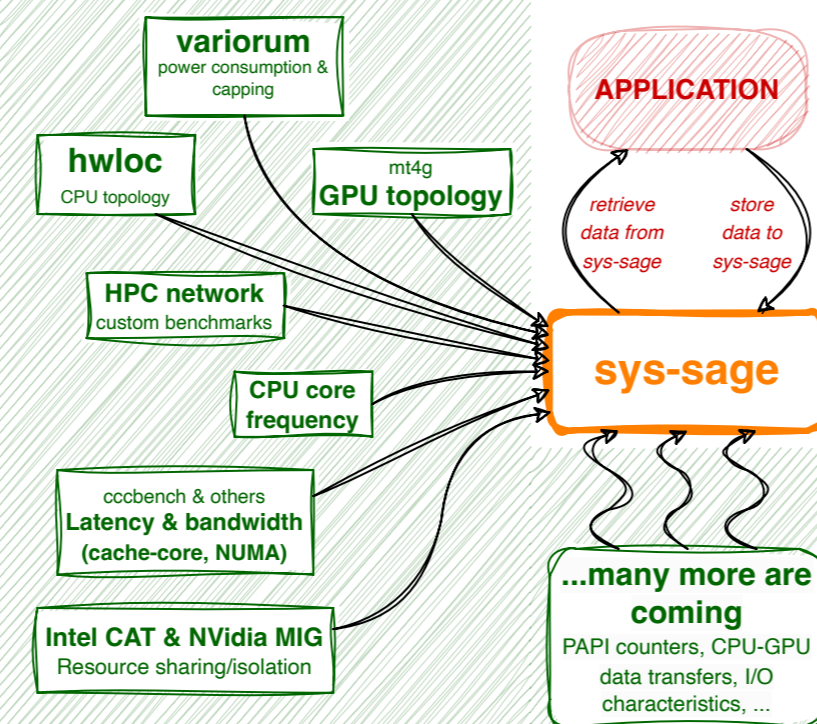 variorum
power consumption &
capping
APPLICATION
hwloc
CPU topology
mt4g
GPU topology
retrieve
data from
sys-sage
store
data to
sys-sage
HPC network
custom benchmarks
sys-sage
CPU core
frequency
cccbench & others
Latency & bandwidth
(cache-core, NUMA)
...many more are
coming
PAPI counters, CPU-GPU
data transfers, I/O
characteristics, ...
Intel CAT & NVidia MIG
Resource sharing/isolation